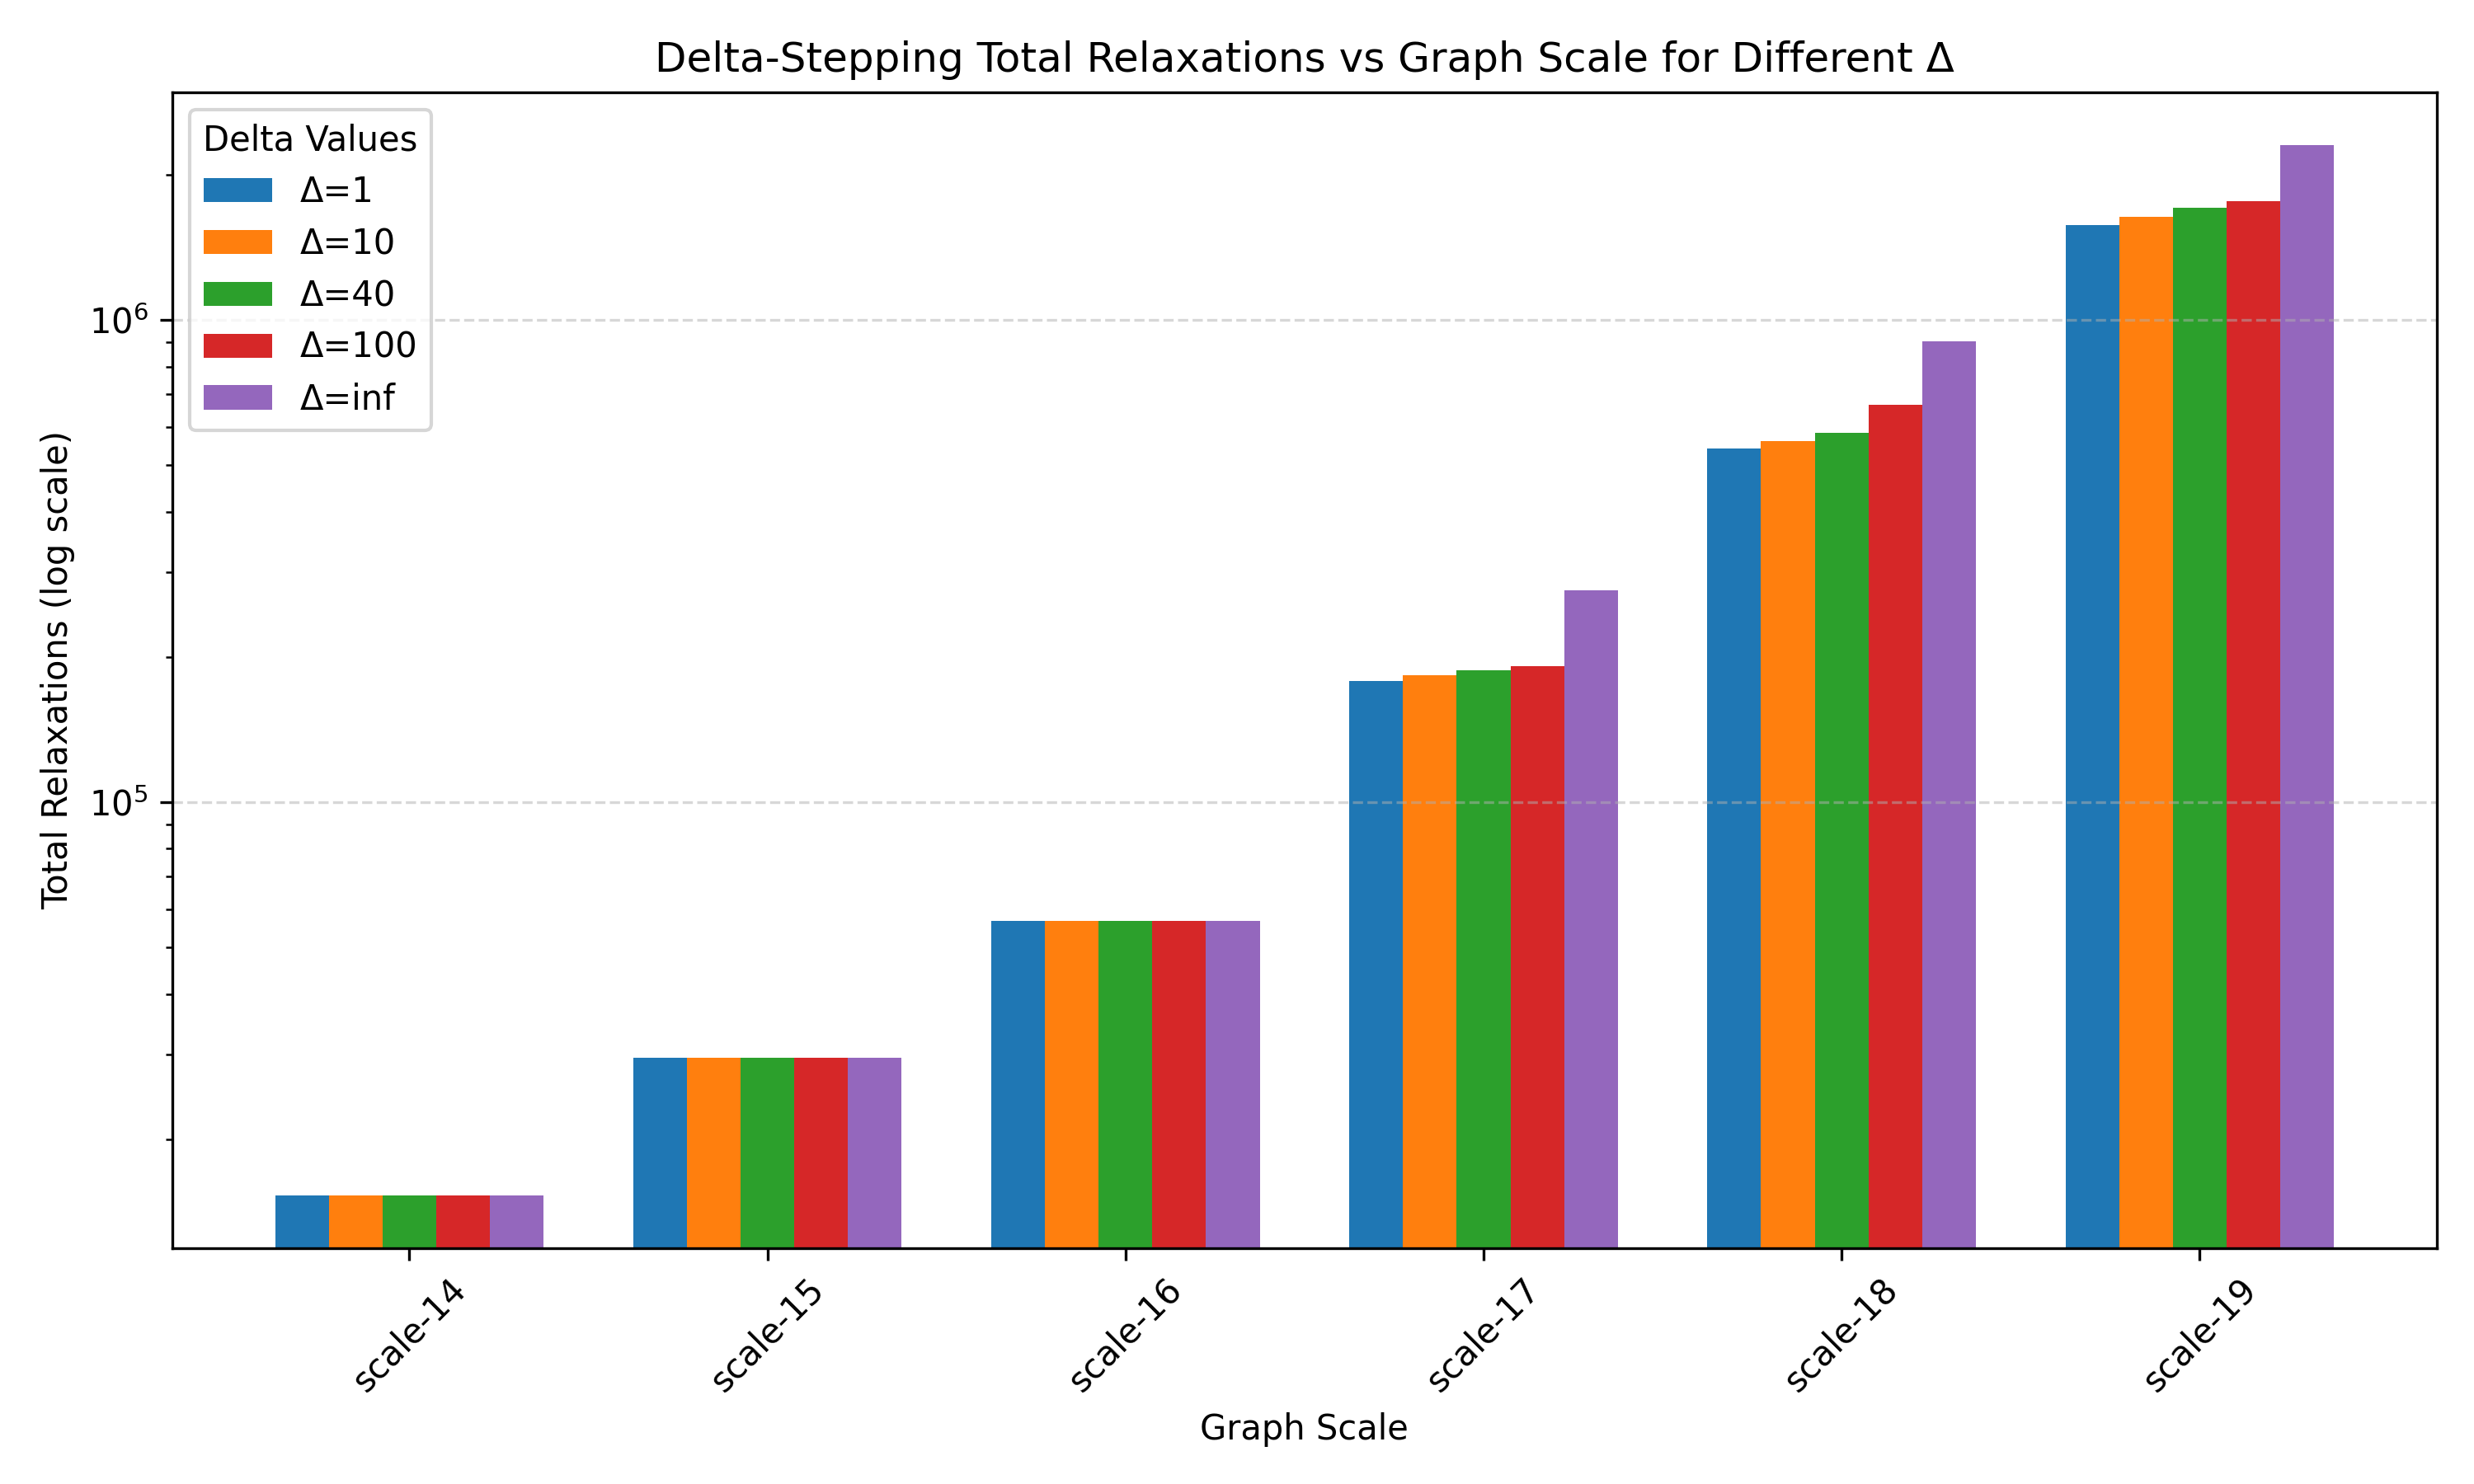 Delta-Stepping Total Relaxations vs Graph Scale for Different Δ
Delta Values
Δ=1
Δ=10
Δ=40
Δ=100
Δ=inf
Total Relaxations (log scale)
10⁶
10⁵
scale-14
scale-15
scale-16
scale-17
scale-18
scale-19
Graph Scale